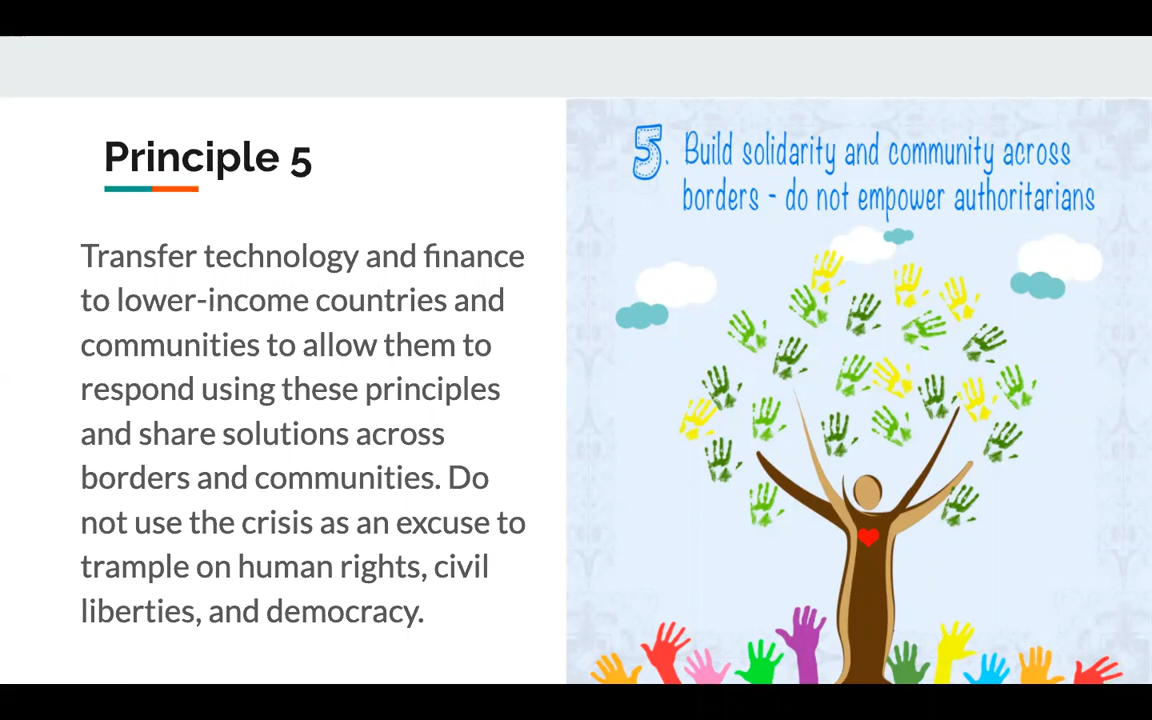 Principle 5
Transfer technology and finance
to lower-income countries and
communities to allow them to
respond using these principles
and share solutions across
borders and communities. Do
not use the crisis as an excuse to
trample on human rights, civil
liberties, and democracy.
5. Build solidarity and community across
borders - do not empower authoritarians